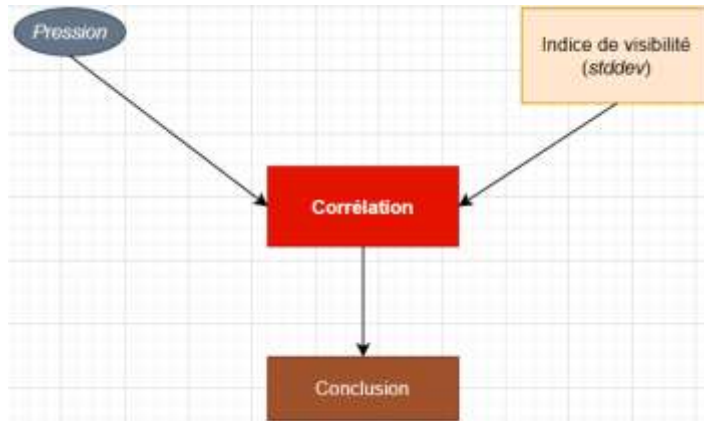 Pression
Indice de visibilité
(stddev)
Corrélation
Conclusion